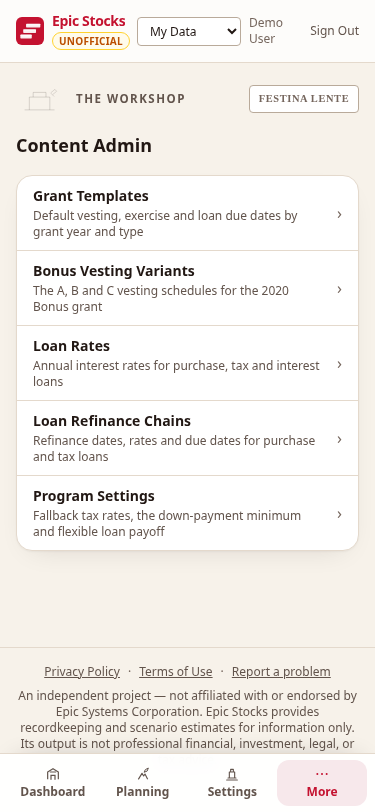 Epic Stocks
UNOFFICIAL
My Data
Demo
User
Sign Out
THE WORKSHOP
FESTINA LENTE
Content Admin
Grant Templates
Default vesting, exercise and loan due dates by
grant year and type
›
Bonus Vesting Variants
The A, B and C vesting schedules for the 2020
Bonus grant
›
Loan Rates
Annual interest rates for purchase, tax and interest
loans
›
Loan Refinance Chains
Refinance dates, rates and due dates for purchase
and tax loans
›
Program Settings
Fallback tax rates, the down-payment minimum
and flexible loan payoff
›
Privacy Policy · Terms of Use · Report a problem
An independent project — not affiliated with or endorsed by
Epic Systems Corporation. Epic Stocks provides
recordkeeping and scenario estimates for information only.
Its output is not professional financial, investment, legal, or
Dashboard
Planning
Settings
More